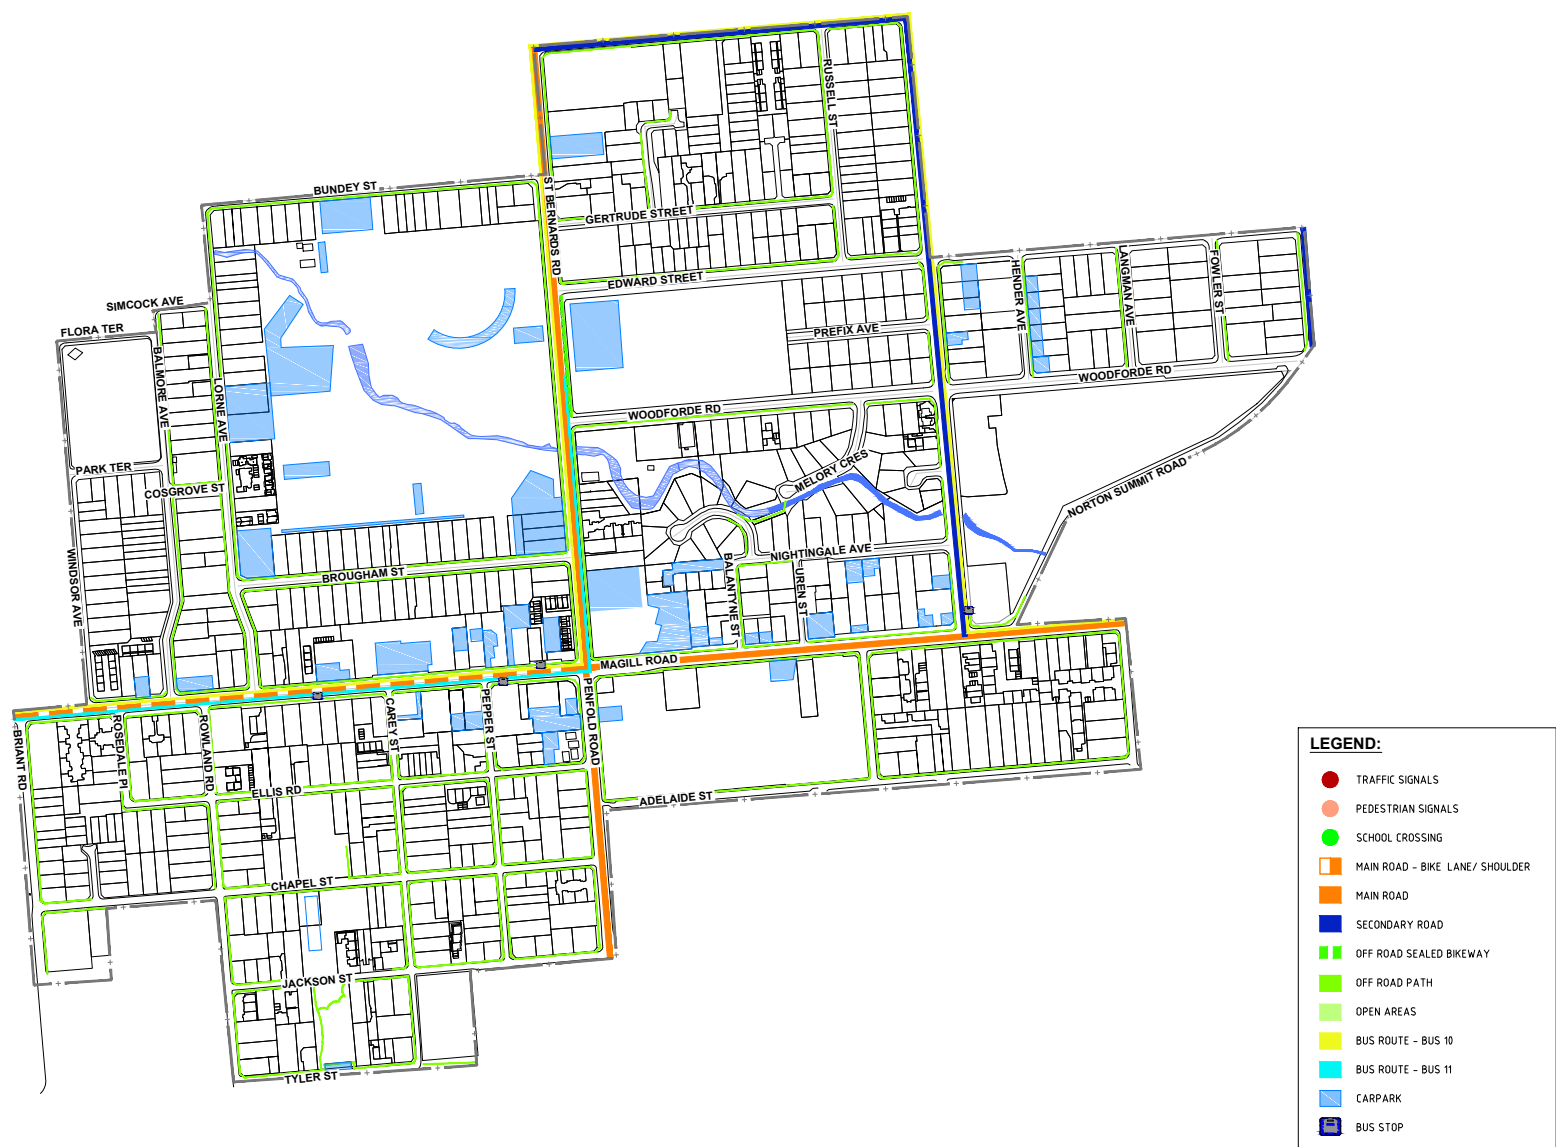 RUSSELL ST
BUNDEY ST
ST BERNARDS RD
GERTRUDE STREET
EDWARD STREET
HENDER AVE
ANGMAN AVE
FOWLER ST
SIMCOCK AVE
FLORA TER
PREFIX AVE
BALMORE AVE
LORNE AVE
WOODFORDE RD
WOODFORDE RD
PARK TER
COSGROVE ST
MELORY CRES
NORTON SUMMIT ROAD
WINDSOR AVE
BROUGHAM ST
NIGHTINGALE AVE
BALANTYNE ST
UREN ST
MAGILL ROAD
BRIANT RD
ROSEDALE PL
ROWLAND RD
CAREY ST
PEPPER ST
PENFOLD ROAD
ELLIS RD
ADELAIDE ST
CHAPEL ST
JACKSON ST
TYLER ST
LEGEND:
TRAFFIC SIGNALS
PEDESTRIAN SIGNALS
SCHOOL CROSSING
MAIN ROAD - BIKE LANE/ SHOULDER
MAIN ROAD
SECONDARY ROAD
OFF ROAD SEALED BIKEWAY
OFF ROAD PATH
OPEN AREAS
BUS ROUTE - BUS 10
BUS ROUTE - BUS 11
CARPARK
BUS STOP